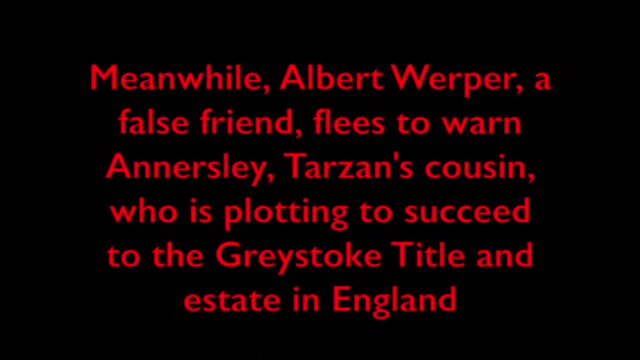 Meanwhile, Albert Werper, a
false friend, flees to warn
Annersley, Tarzan's cousin,
who is plotting to succeed
to the Greystoke Title and
estate in England